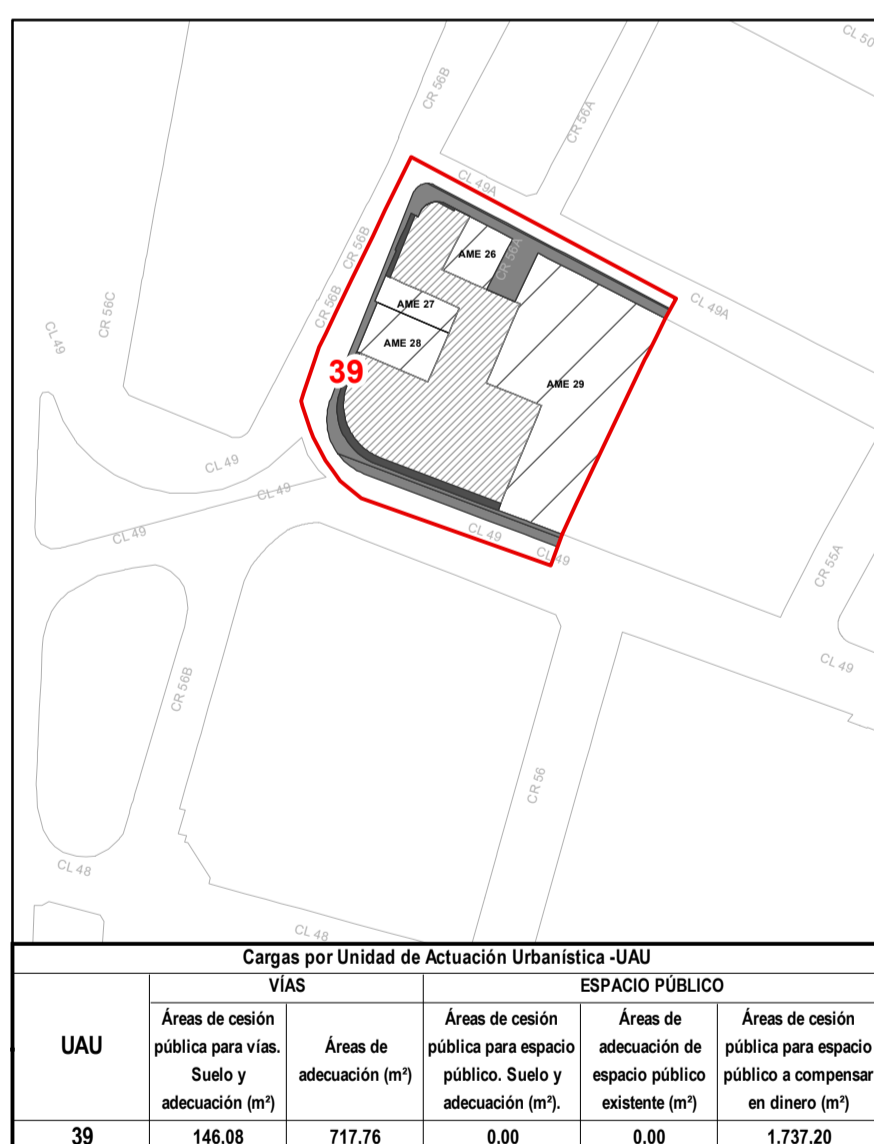 CL 50
CR 56B
CR 56A
CL 49A
CR 56B
CR 56A
AME 26
CR 56B
AME 27
AME 28
CL 49A
CR 56C
CL 49
39
AME 29
CL 49
CL 49
CL 49
CL 49
CL 49
CR 55A
CL 49
CR 56B
CR 56
CL 48
CL 48
Cargas por Unidad de Actuación Urbanística -UAU
VÍAS
ESPACIO PÚBLICO
UAU
Áreas de cesión
pública para vías.
Suelo y
adecuación (m²)
Áreas de
adecuación (m²)
Áreas de cesión
pública para espacio
público. Suelo y
adecuación (m²).
Áreas de
adecuación de
espacio público
existente (m²)
Áreas de cesión
pública para espacio
público a compensar
en dinero (m²)
39
146.08
717.76
0.00
0.00
1.737,20